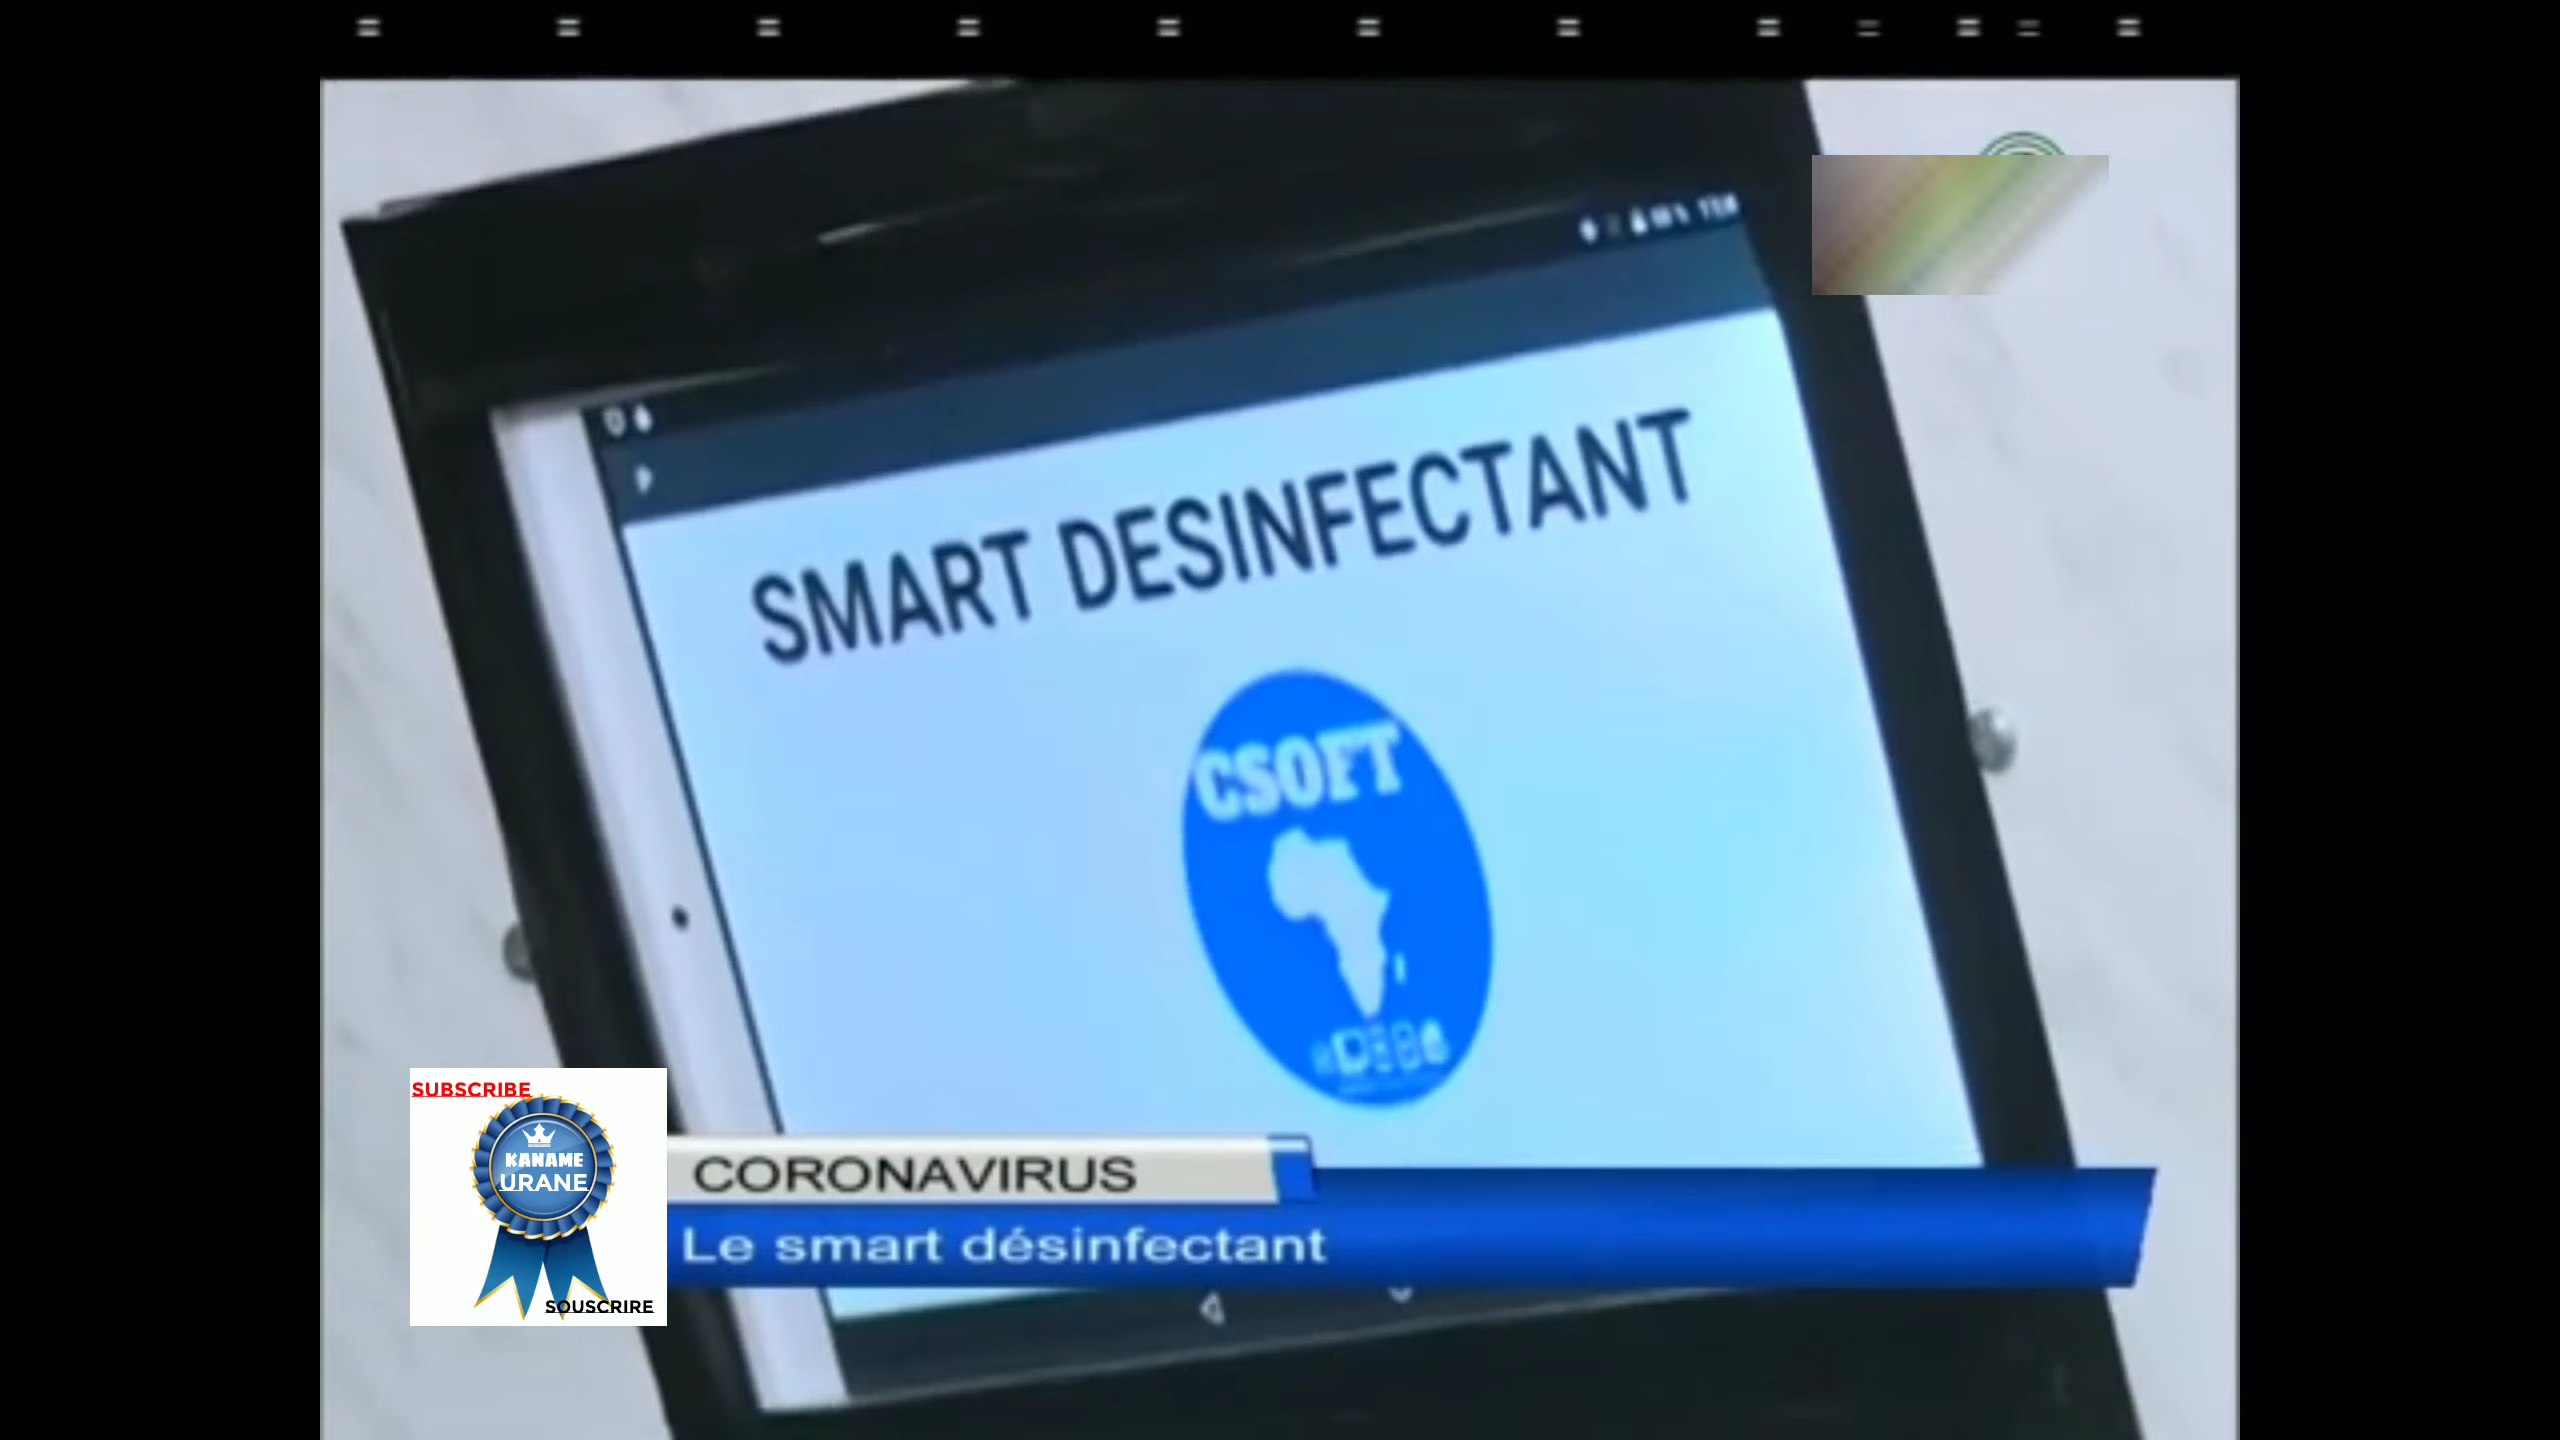 SMART DESINFECTANT
CSOFT
SUBSCRIBE
KANAME
URANE
SOUSCRIRE
CORONAVIRUS
Le smart désinfectant